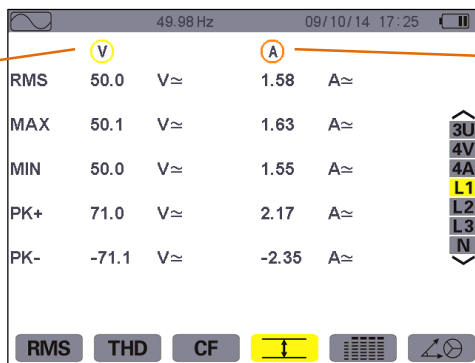 49.98 Hz 09/10/14 17:25
V A
RMS 50.0 V≃ 1.58 A≃
MAX 50.1 V≃ 1.63 A≃
MIN 50.0 V≃ 1.55 A≃
PK+ 71.0 V≃ 2.17 A≃
PK- -71.1 V≃ -2.35 A≃
3U
4V
4A
L1
L2
L3
N
RMS THD CF